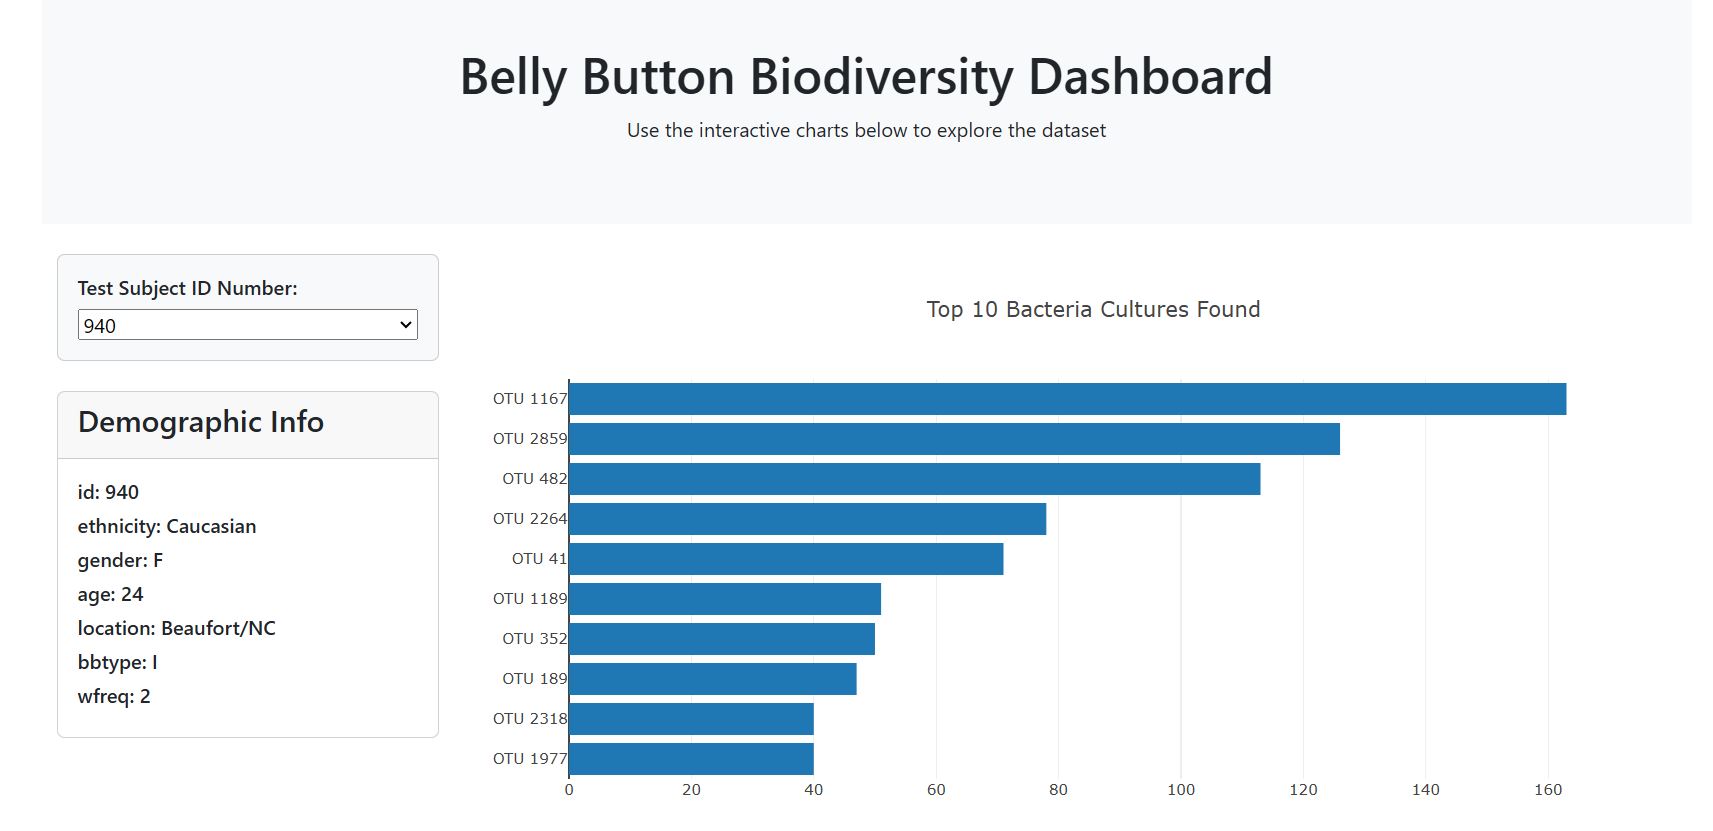 Belly Button Biodiversity Dashboard
Use the interactive charts below to explore the dataset
Test Subject ID Number:
940
Demographic Info
id: 940
ethnicity: Caucasian
gender: F
age: 24
location: Beaufort/NC
bbtype: I
wfreq: 2
Top 10 Bacteria Cultures Found
OTU 1167
OTU 2859
OTU 482
OTU 2264
OTU 41
OTU 1189
OTU 352
OTU 189
OTU 2318
OTU 1977
0 20 40 60 80 100 120 140 160